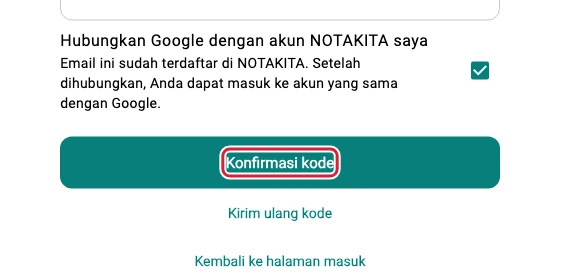 Hubungkan Google dengan akun NOTAKITA saya
Email ini sudah terdaftar di NOTAKITA. Setelah
dihubungkan, Anda dapat masuk ke akun yang sama
dengan Google.
Konfirmasi kode
Kirim ulang kode
Kembali ke halaman masuk